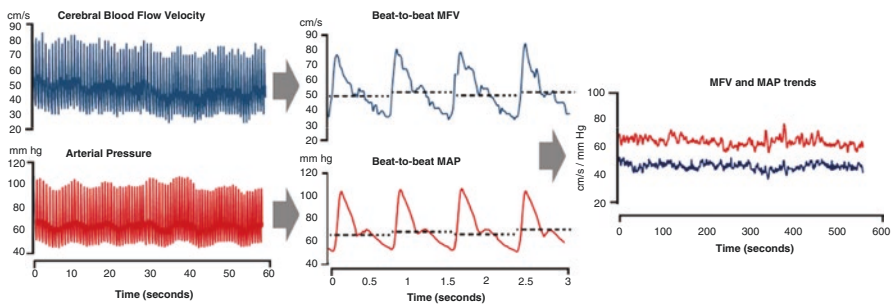 Cerebral Blood Flow Velocity
cm/s
90
80
70
60
50
40
30
20
Arterial Pressure
mm hg
120
100
80
60
40
0 10 20 30 40 50 60
Time (seconds)
Beat-to-beat MFV
cm/s
90
80
70
60
50
40
30
20
Beat-to-beat MAP
mm hg
120
100
80
60
40
0 0.5 1 1.5 2 2.5 3
Time (seconds)
MFV and MAP trends
cm/s / mm Hg
100
80
60
40
20
0 100 200 300 400 500 600
Time (seconds)